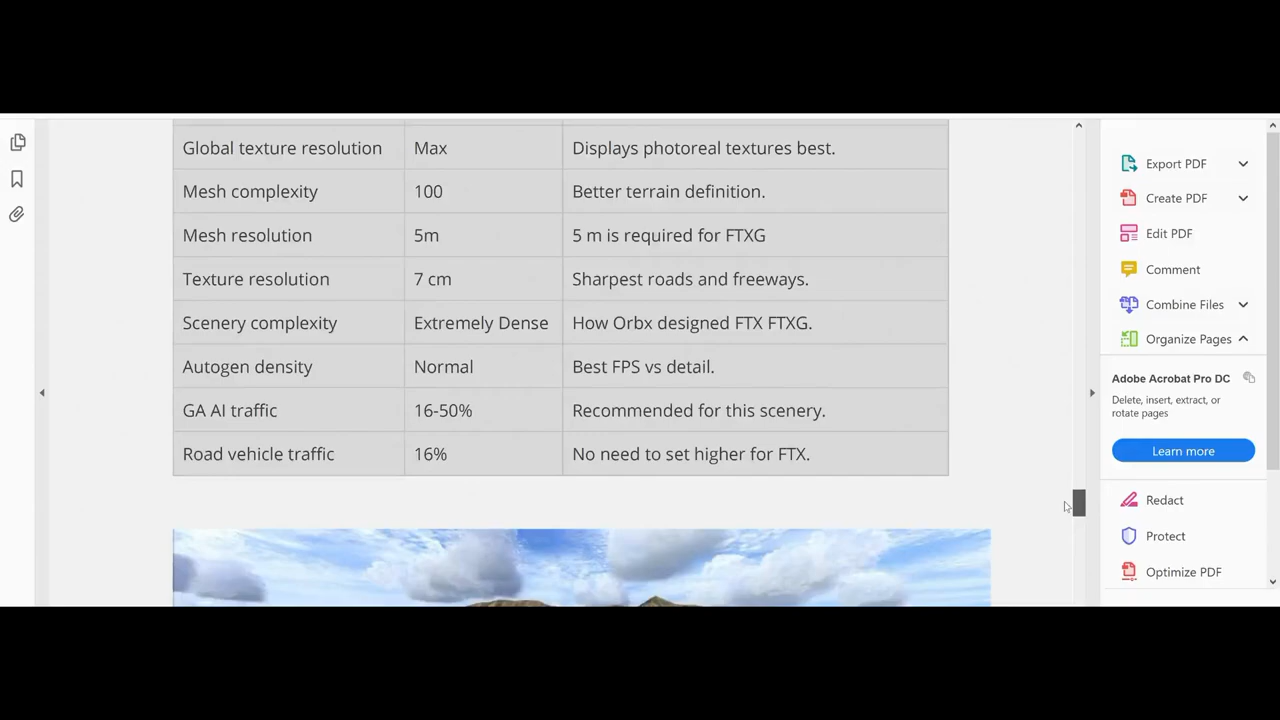 Global texture resolution Max Displays photoreal textures best.
Mesh complexity 100 Better terrain definition.
Mesh resolution 5m 5 m is required for FTXG
Texture resolution 7 cm Sharpest roads and freeways.
Scenery complexity Extremely Dense How Orbx designed FTX FTXG.
Autogen density Normal Best FPS vs detail.
GA AI traffic 16-50% Recommended for this scenery.
Road vehicle traffic 16% No need to set higher for FTX.
Export PDF
Create PDF
Edit PDF
Comment
Combine Files
Organize Pages
Adobe Acrobat Pro DC
Delete, insert, extract, or
rotate pages
Learn more
Redact
Protect
Optimize PDF